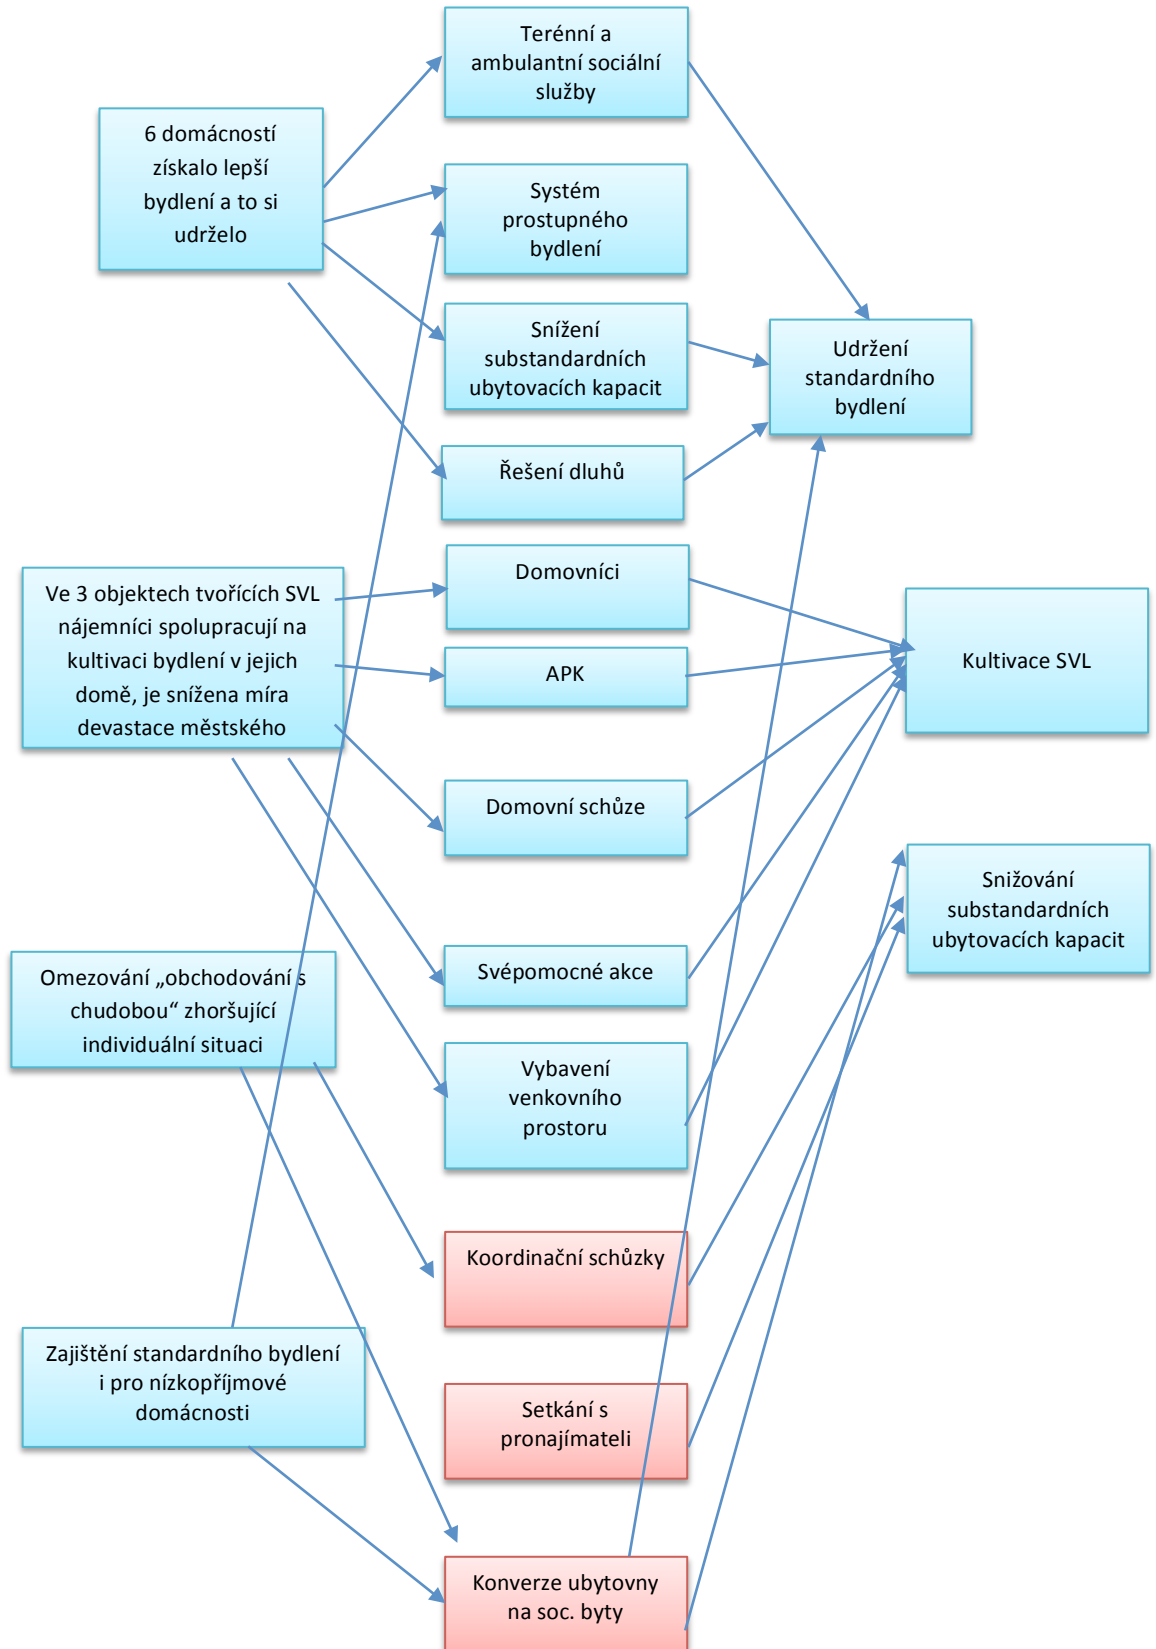 Terénní a
ambulantní sociální
služby
6 domácností
získalo lepší
bydlení a to si
udrželo
Systém
prostupného
bydlení
Snížení
substandardních
ubytovacích kapacit
Udržení
standardního
bydlení
Řešení dluhů
Domovníci
Ve 3 objektech tvořících SVL
nájemníci spolupracují na
kultivaci bydlení v jejich
domě, je snížena míra
devastace městského
Kultivace SVL
APK
Domovní schůze
Snižování
substandardních
ubytovacích kapacit
Svépomocné akce
Omezování „obchodování s
chudobou“ zhoršující
individuální situaci
Vybavení
venkovního
prostoru
Koordinační schůzky
Zajištění standardního bydlení
i pro nízkopříjmové
domácnosti
Setkání s
pronajímateli
Konverze ubytovny
na soc. byty